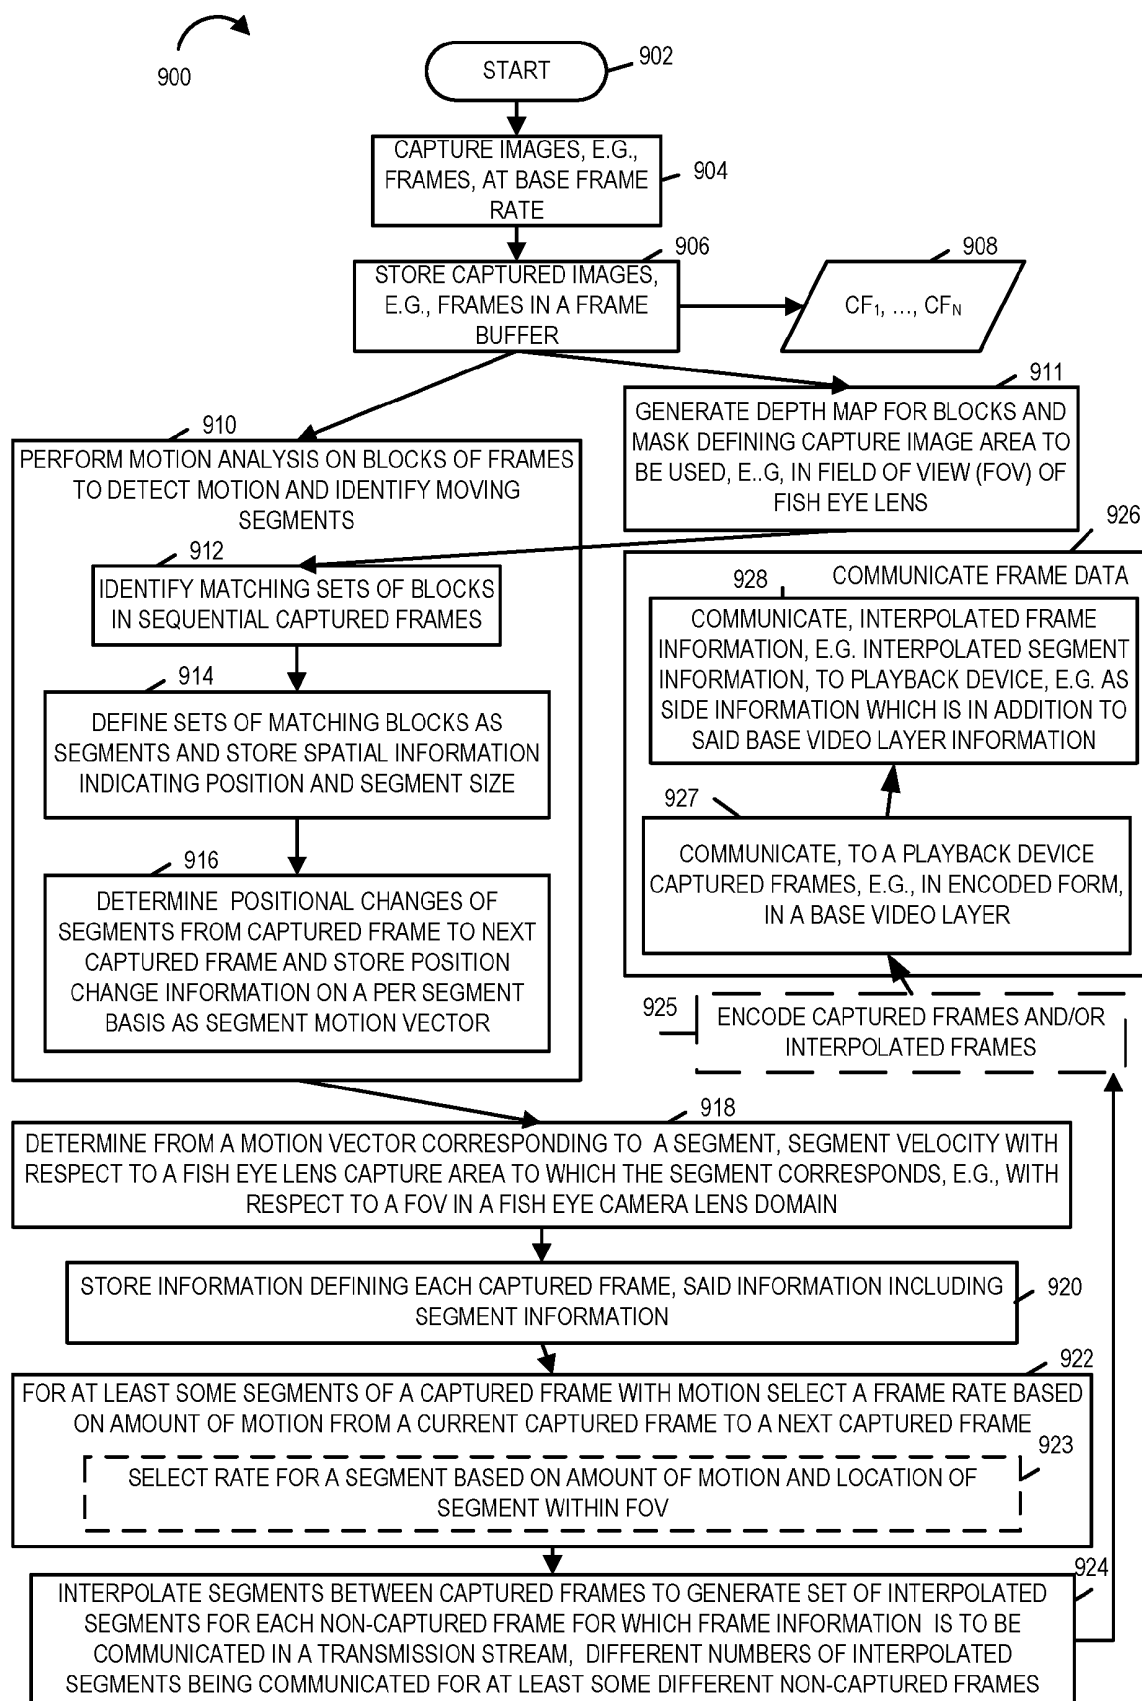 900
START
902
CAPTURE IMAGES, E.G.,
FRAMES, AT BASE FRAME
RATE
904
906
STORE CAPTURED IMAGES,
E.G., FRAMES IN A FRAME
BUFFER
908
CF1, ..., CFN
910
PERFORM MOTION ANALYSIS ON BLOCKS OF FRAMES
TO DETECT MOTION AND IDENTIFY MOVING
SEGMENTS
911
GENERATE DEPTH MAP FOR BLOCKS AND
MASK DEFINING CAPTURE IMAGE AREA TO
BE USED, E..G, IN FIELD OF VIEW (FOV) OF
FISH EYE LENS
912
IDENTIFY MATCHING SETS OF BLOCKS
IN SEQUENTIAL CAPTURED FRAMES
914
DEFINE SETS OF MATCHING BLOCKS AS
SEGMENTS AND STORE SPATIAL INFORMATION
INDICATING POSITION AND SEGMENT SIZE
916
DETERMINE POSITIONAL CHANGES OF
SEGMENTS FROM CAPTURED FRAME TO NEXT
CAPTURED FRAME AND STORE POSITION
CHANGE INFORMATION ON A PER SEGMENT
BASIS AS SEGMENT MOTION VECTOR
926
COMMUNICATE FRAME DATA
928
COMMUNICATE, INTERPOLATED FRAME
INFORMATION, E.G. INTERPOLATED SEGMENT
INFORMATION, TO PLAYBACK DEVICE, E.G. AS
SIDE INFORMATION WHICH IS IN ADDITION TO
SAID BASE VIDEO LAYER INFORMATION
927
COMMUNICATE, TO A PLAYBACK DEVICE
CAPTURED FRAMES, E.G., IN ENCODED FORM,
IN A BASE VIDEO LAYER
925
ENCODE CAPTURED FRAMES AND/OR
INTERPOLATED FRAMES
918
DETERMINE FROM A MOTION VECTOR CORRESPONDING TO A SEGMENT, SEGMENT VELOCITY WITH
RESPECT TO A FISH EYE LENS CAPTURE AREA TO WHICH THE SEGMENT CORRESPONDS, E.G., WITH
RESPECT TO A FOV IN A FISH EYE CAMERA LENS DOMAIN
STORE INFORMATION DEFINING EACH CAPTURED FRAME, SAID INFORMATION INCLUDING
SEGMENT INFORMATION
920
922
FOR AT LEAST SOME SEGMENTS OF A CAPTURED FRAME WITH MOTION SELECT A FRAME RATE BASED
ON AMOUNT OF MOTION FROM A CURRENT CAPTURED FRAME TO A NEXT CAPTURED FRAME
923
SELECT RATE FOR A SEGMENT BASED ON AMOUNT OF MOTION AND LOCATION OF
SEGMENT WITHIN FOV
924
INTERPOLATE SEGMENTS BETWEEN CAPTURED FRAMES TO GENERATE SET OF INTERPOLATED
SEGMENTS FOR EACH NON-CAPTURED FRAME FOR WHICH FRAME INFORMATION IS TO BE
COMMUNICATED IN A TRANSMISSION STREAM, DIFFERENT NUMBERS OF INTERPOLATED
SEGMENTS BEING COMMUNICATED FOR AT LEAST SOME DIFFERENT NON-CAPTURED FRAMES